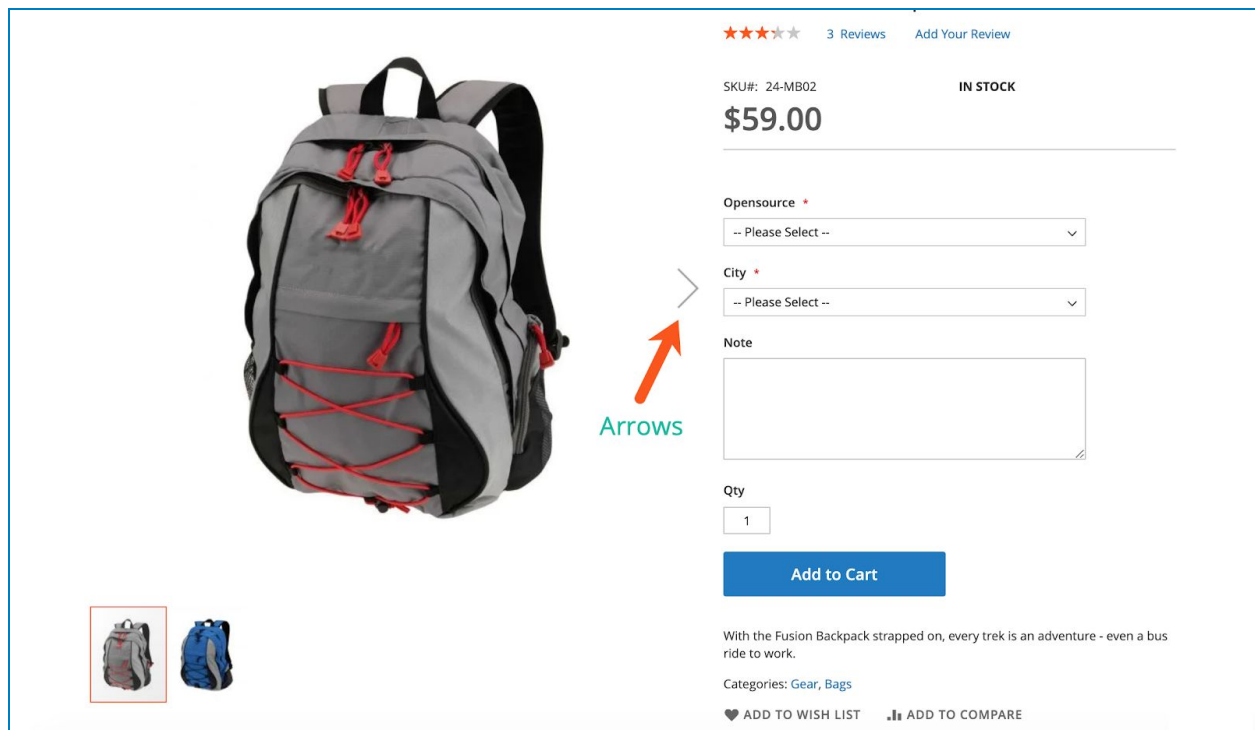 3 Reviews Add Your Review
SKU#: 24-MB02 IN STOCK
$59.00
Opensource *
-- Please Select --
City *
-- Please Select --
Note
Arrows
Qty
1
Add to Cart
With the Fusion Backpack strapped on, every trek is an adventure - even a bus
ride to work.
Categories: Gear, Bags
ADD TO WISH LIST ADD TO COMPARE